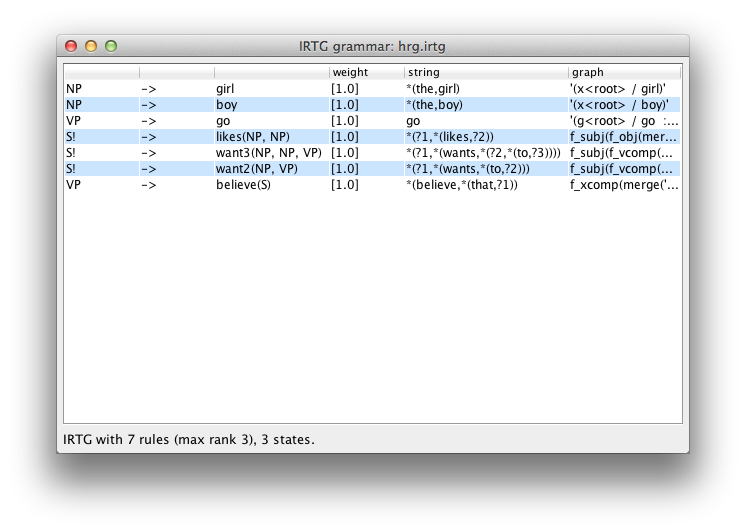 IRTG grammar: hrg.irtg
weight string graph
NP -> girl [1.0] *(the,girl) '(x<root> / girl)'
NP -> boy [1.0] *(the,boy) '(x<root> / boy)'
VP -> go [1.0] go '(g<root> / go :...
S! -> likes(NP, NP) [1.0] *(?1,*(likes,?2)) f_subj(f_obj(mer...
S! -> want3(NP, NP, VP) [1.0] *(?1,*(wants,*(?2,*(to,?3)))) f_subj(f_vcomp(...
S! -> want2(NP, VP) [1.0] *(?1,*(wants,*(to,?2))) f_subj(f_vcomp(...
VP -> believe(S) [1.0] *(believe,*(that,?1)) f_xcomp(merge('...
IRTG with 7 rules (max rank 3), 3 states.